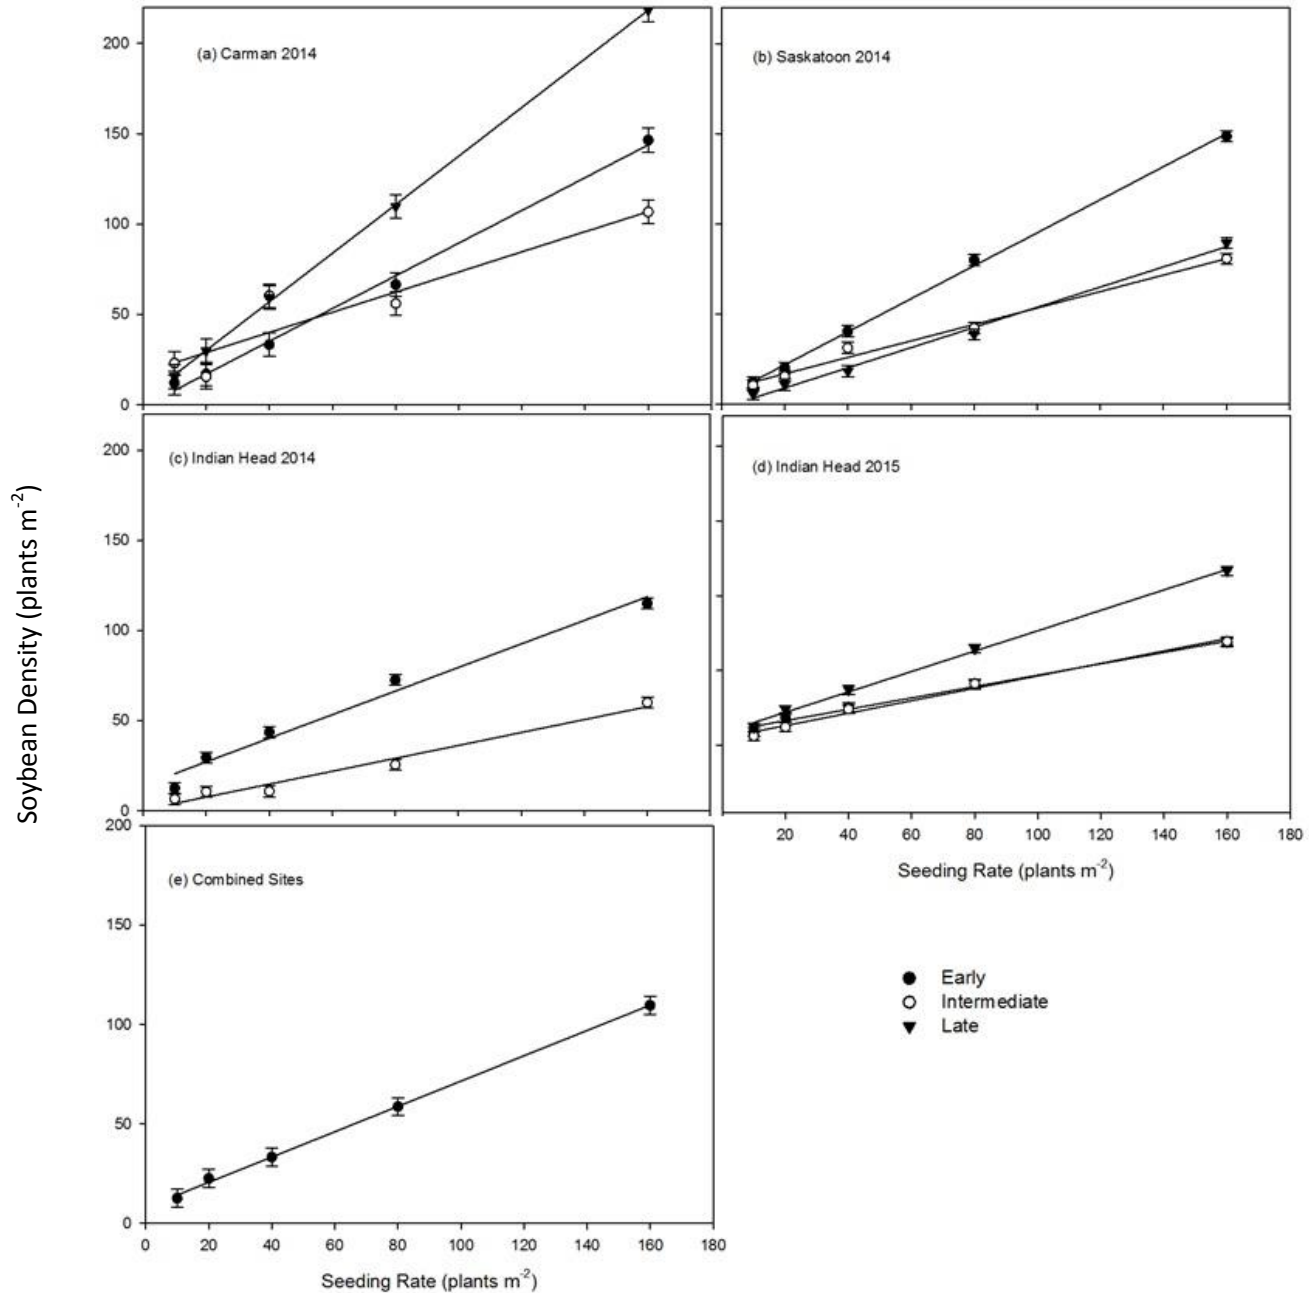 Soybean Density (plants m-2)
(a) Carman 2014
200
150
100
50
0
(b) Saskatoon 2014
(c) Indian Head 2014
200
150
100
50
0
(d) Indian Head 2015
20 40 60 80 100 120 140 160 180
Seeding Rate (plants m-2)
(e) Combined Sites
200
150
100
50
0
0 20 40 60 80 100 120 140 160 180
Seeding Rate (plants m-2)
Early
Intermediate
Late